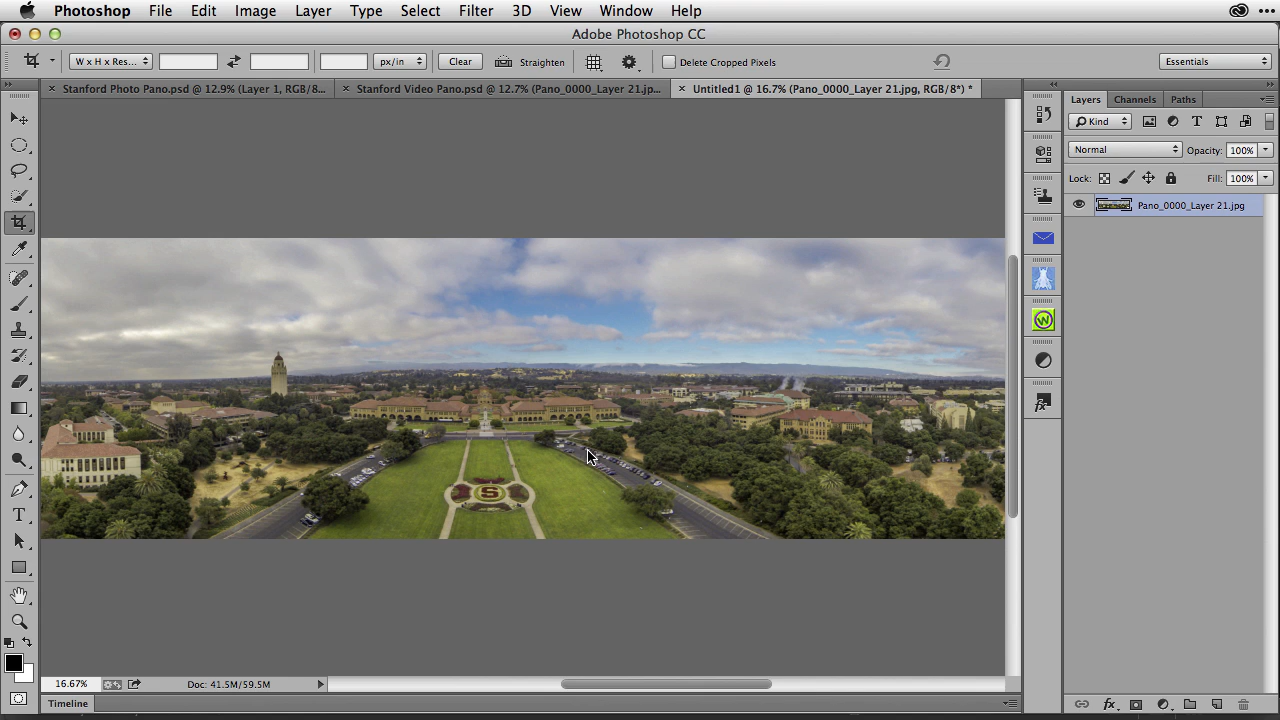 Photoshop File Edit Image Layer Type Select Filter 3D View Window Help
Adobe Photoshop CC
W x H x Res... px/in Clear Straighten Delete Cropped Pixels Essentials
Stanford Photo Pano.psd @ 12.9% (Layer 1, RGB/8... Stanford Video Pano.psd @ 12.7% (Pano_0000_Layer 21.jp... Untitled1 @ 16.7% (Pano_0000_Layer 21.jpg, RGB/8*) *
Layers Channels Paths
Kind
Normal Opacity: 100%
Lock: Fill: 100%
Pano_0000_Layer 21.jpg
S
W
fx
T
16.67% Doc: 41.5M/59.5M
Timeline
fx